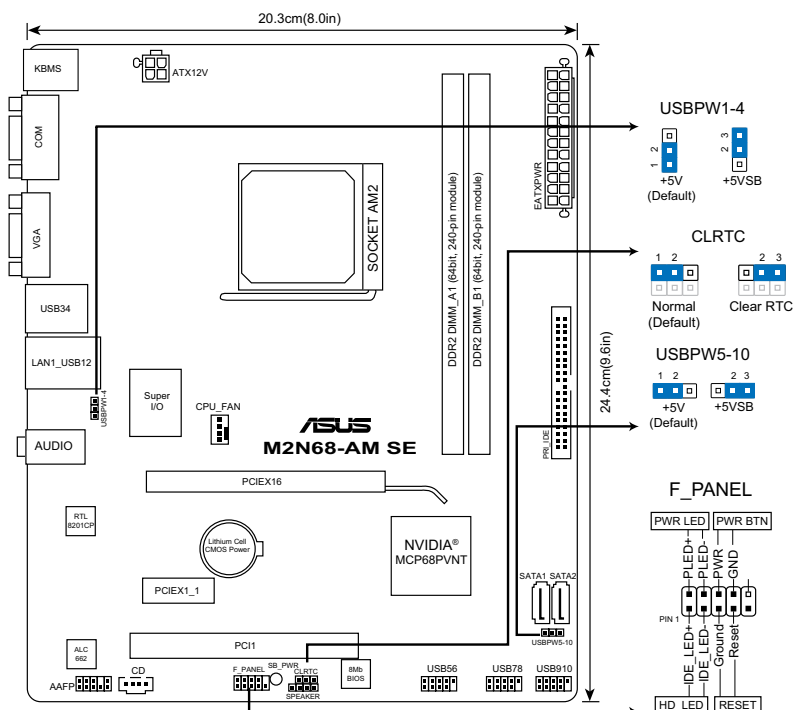 20.3cm(8.0in)
KBMS
ATX12V
COM
VGA
USB34
LAN1_USB12
USBPW1-4
AUDIO
Super
I/O
CPU_FAN
SOCKET AM2
DDR2 DIMM_A1 (64bit, 240-pin module)
DDR2 DIMM_B1 (64bit, 240-pin module)
EATXPWR
PRI_IDE
24.4cm(9.6in)
ASUS
M2N68-AM SE
PCIEX16
RTL
8201CP
Lithium Cell
CMOS Power
NVIDIA®
MCP68PVNT
PCIEX1_1
SATA1 SATA2
USBPW5-10
PCI1
ALC
662
AAFP
CD
F_PANEL
SB_PWR
CLRTC
SPEAKER
8Mb
BIOS
USB56
USB78
USB910
USBPW1-4
1 2
2 3
+5V
(Default)
+5VSB
CLRTC
1 2
2 3
Normal
(Default)
Clear RTC
USBPW5-10
1 2
2 3
+5V
(Default)
+5VSB
F_PANEL
PWR LED
PWR BTN
PLED+
PLED-
PWR
GND
PIN 1
IDE_LED+
IDE_LED-
Ground
Reset
HD_LED
RESET